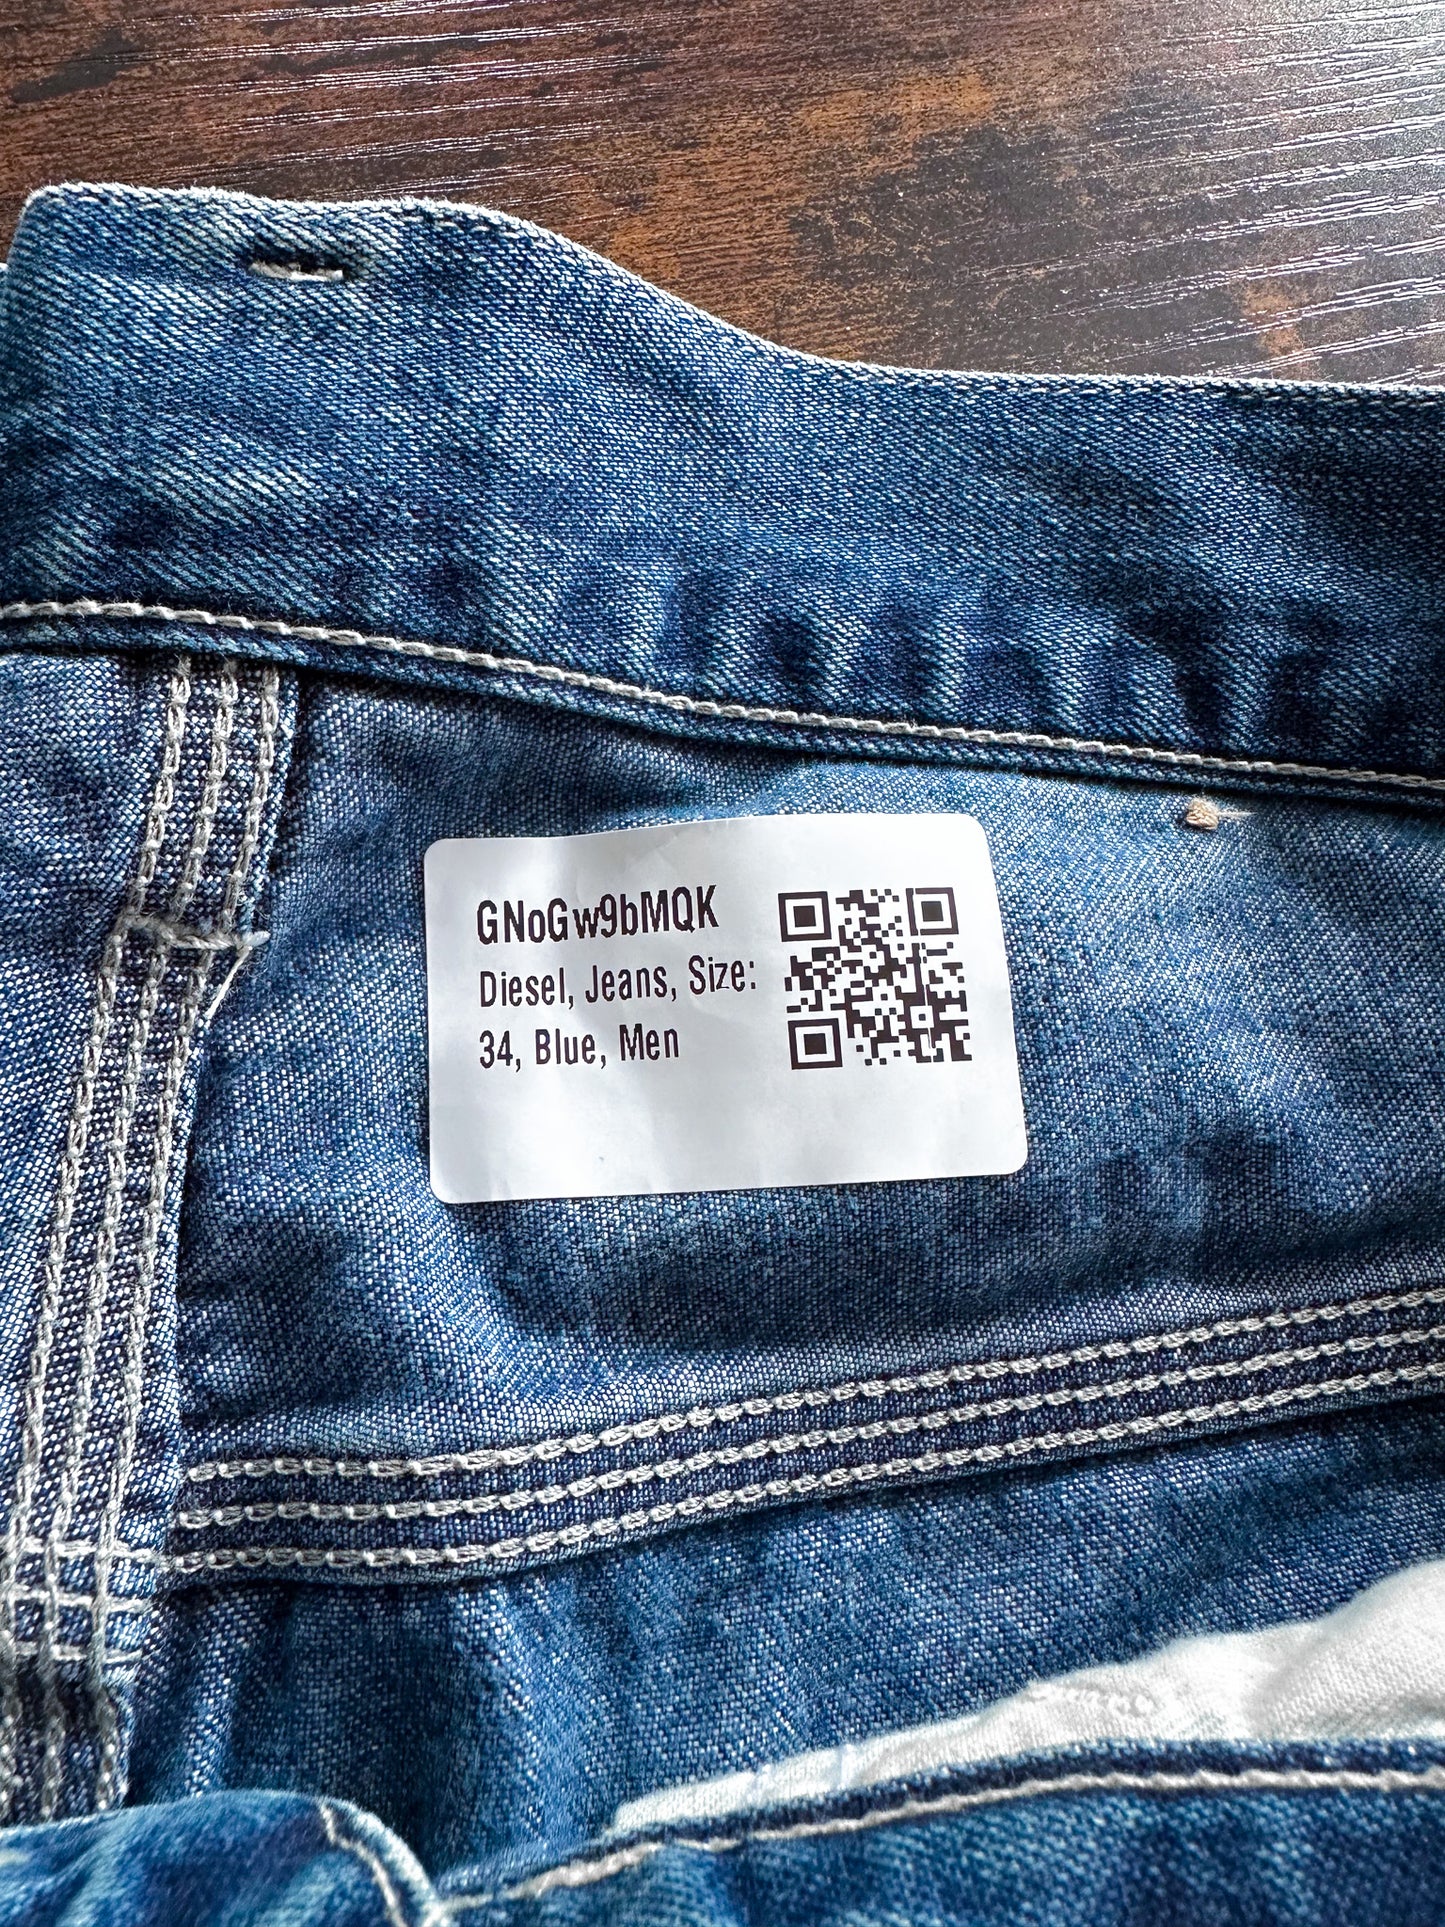 GNoGw9bMQK
Diesel, Jeans, Size:
34, Blue, Men